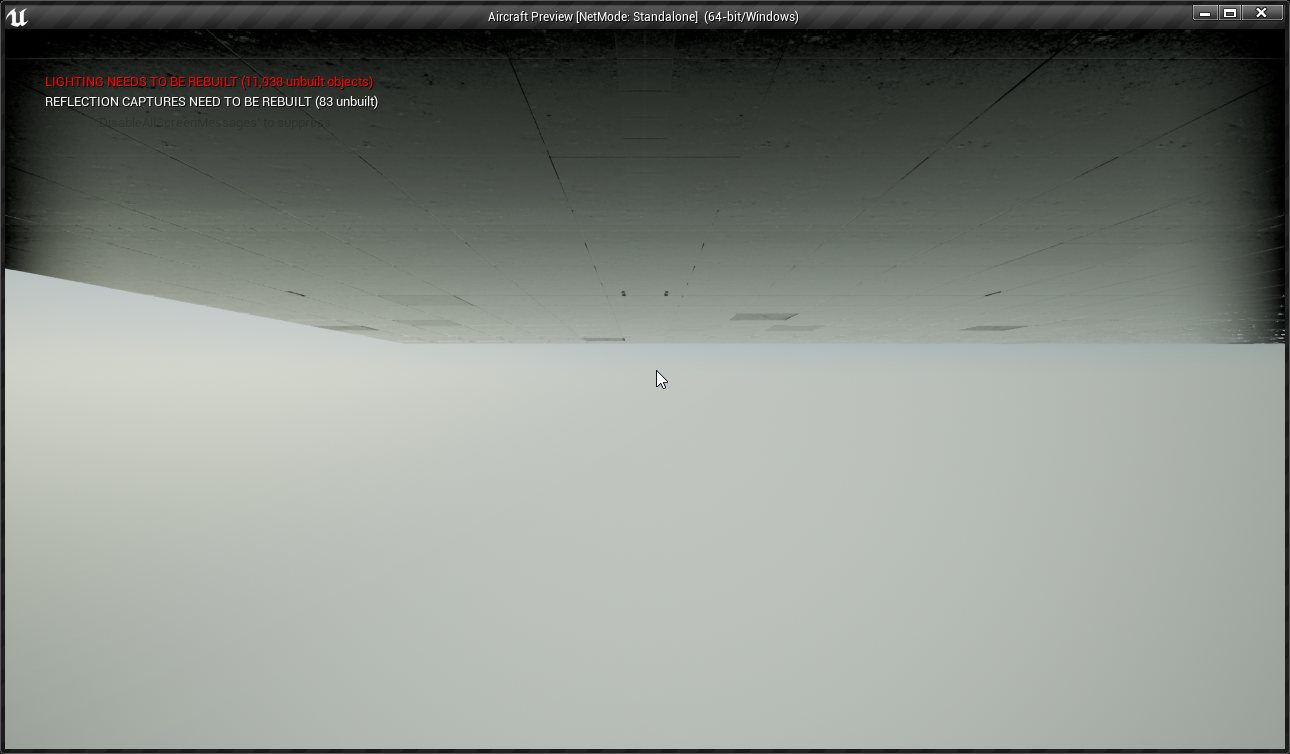 Aircraft Preview [NetMode: Standalone] (64-bit/Windows)
LIGHTING NEEDS TO BE REBUILT (11,938 unbuilt objects)
REFLECTION CAPTURES NEED TO BE REBUILT (83 unbuilt)
'DisableAllScreenMessages' to suppress